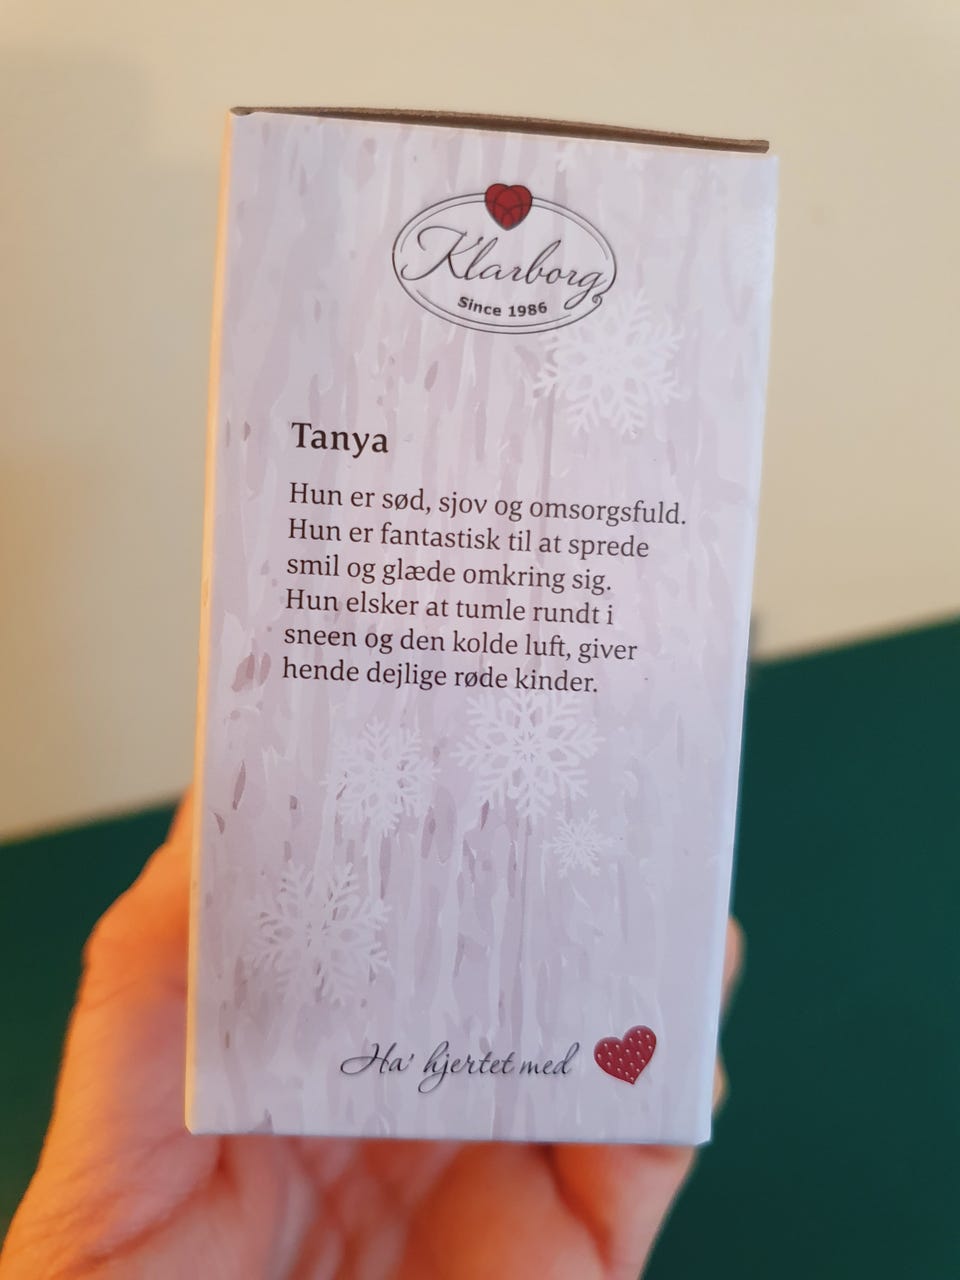 Klarborg
Since 1986
Tanya
Hun er sød, sjov og omsorgsfuld.
Hun er fantastisk til at sprede
smil og glæde omkring sig.
Hun elsker at tumle rundt i
sneen og den kolde luft, giver
hende dejlige røde kinder.
Ha' hjertet med